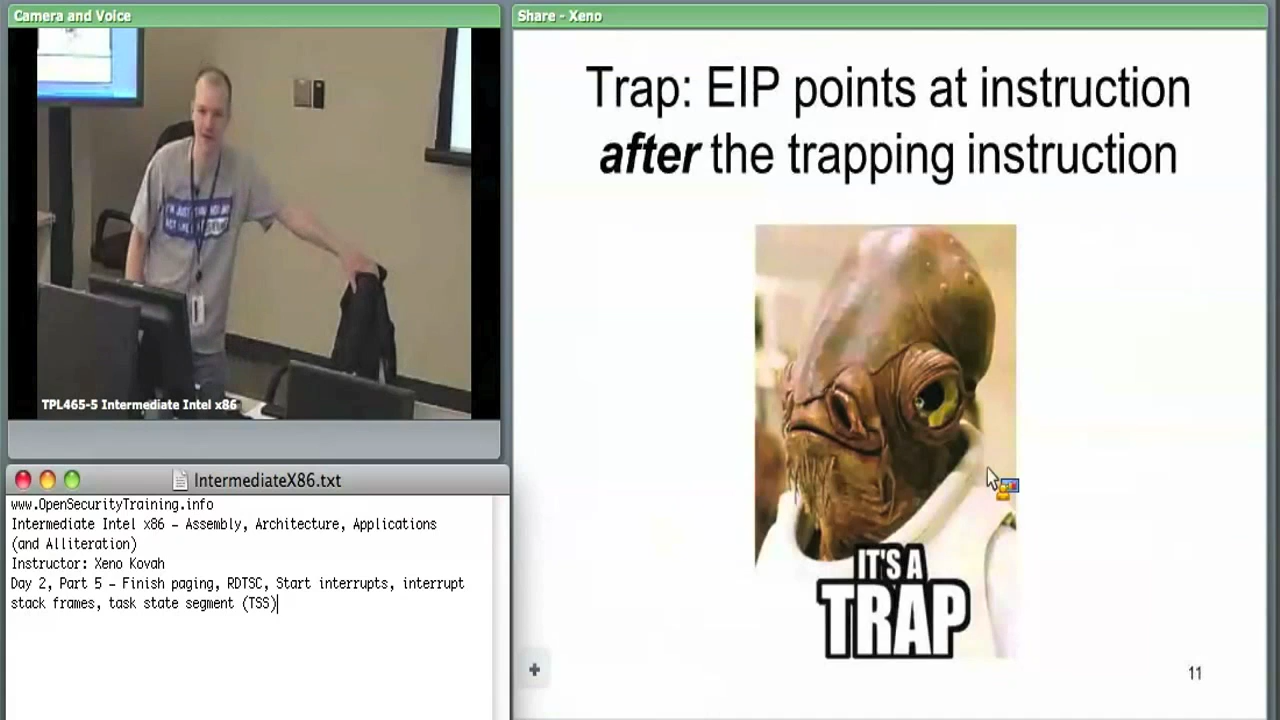 Camera and Voice
TPL465-5 Intermediate Intel x86
IntermediateX86.txt
www.OpenSecurityTraining.info
Intermediate Intel x86 – Assembly, Architecture, Applications
(and Alliteration)
Instructor: Xeno Kovah
Day 2, Part 5 – Finish paging, RDTSC, Start interrupts, interrupt
stack frames, task state segment (TSS)
Share - Xeno
Trap: EIP points at instruction
after the trapping instruction
IT'S A
TRAP
11